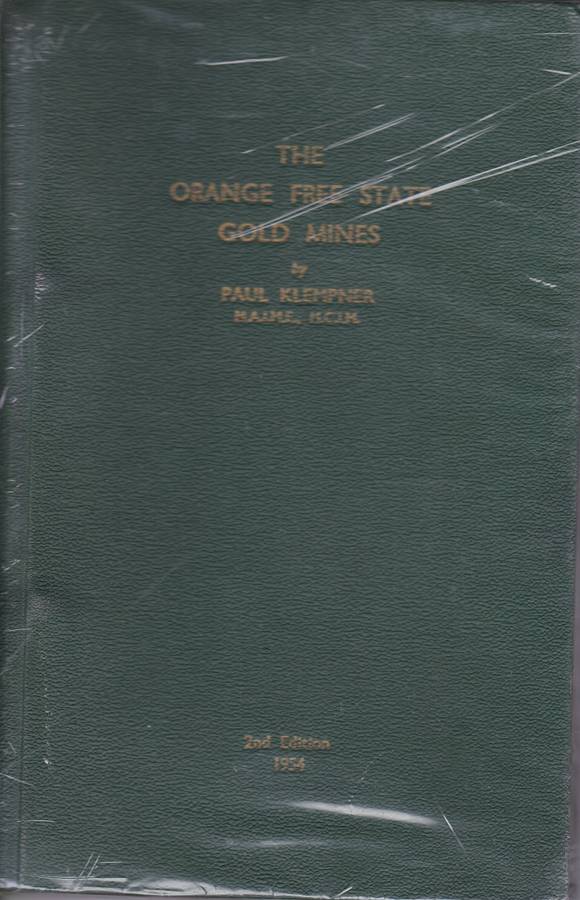 THE
ORANGE FREE STATE
GOLD MINES
by
PAUL KLEMPNER
2nd Edition
1954